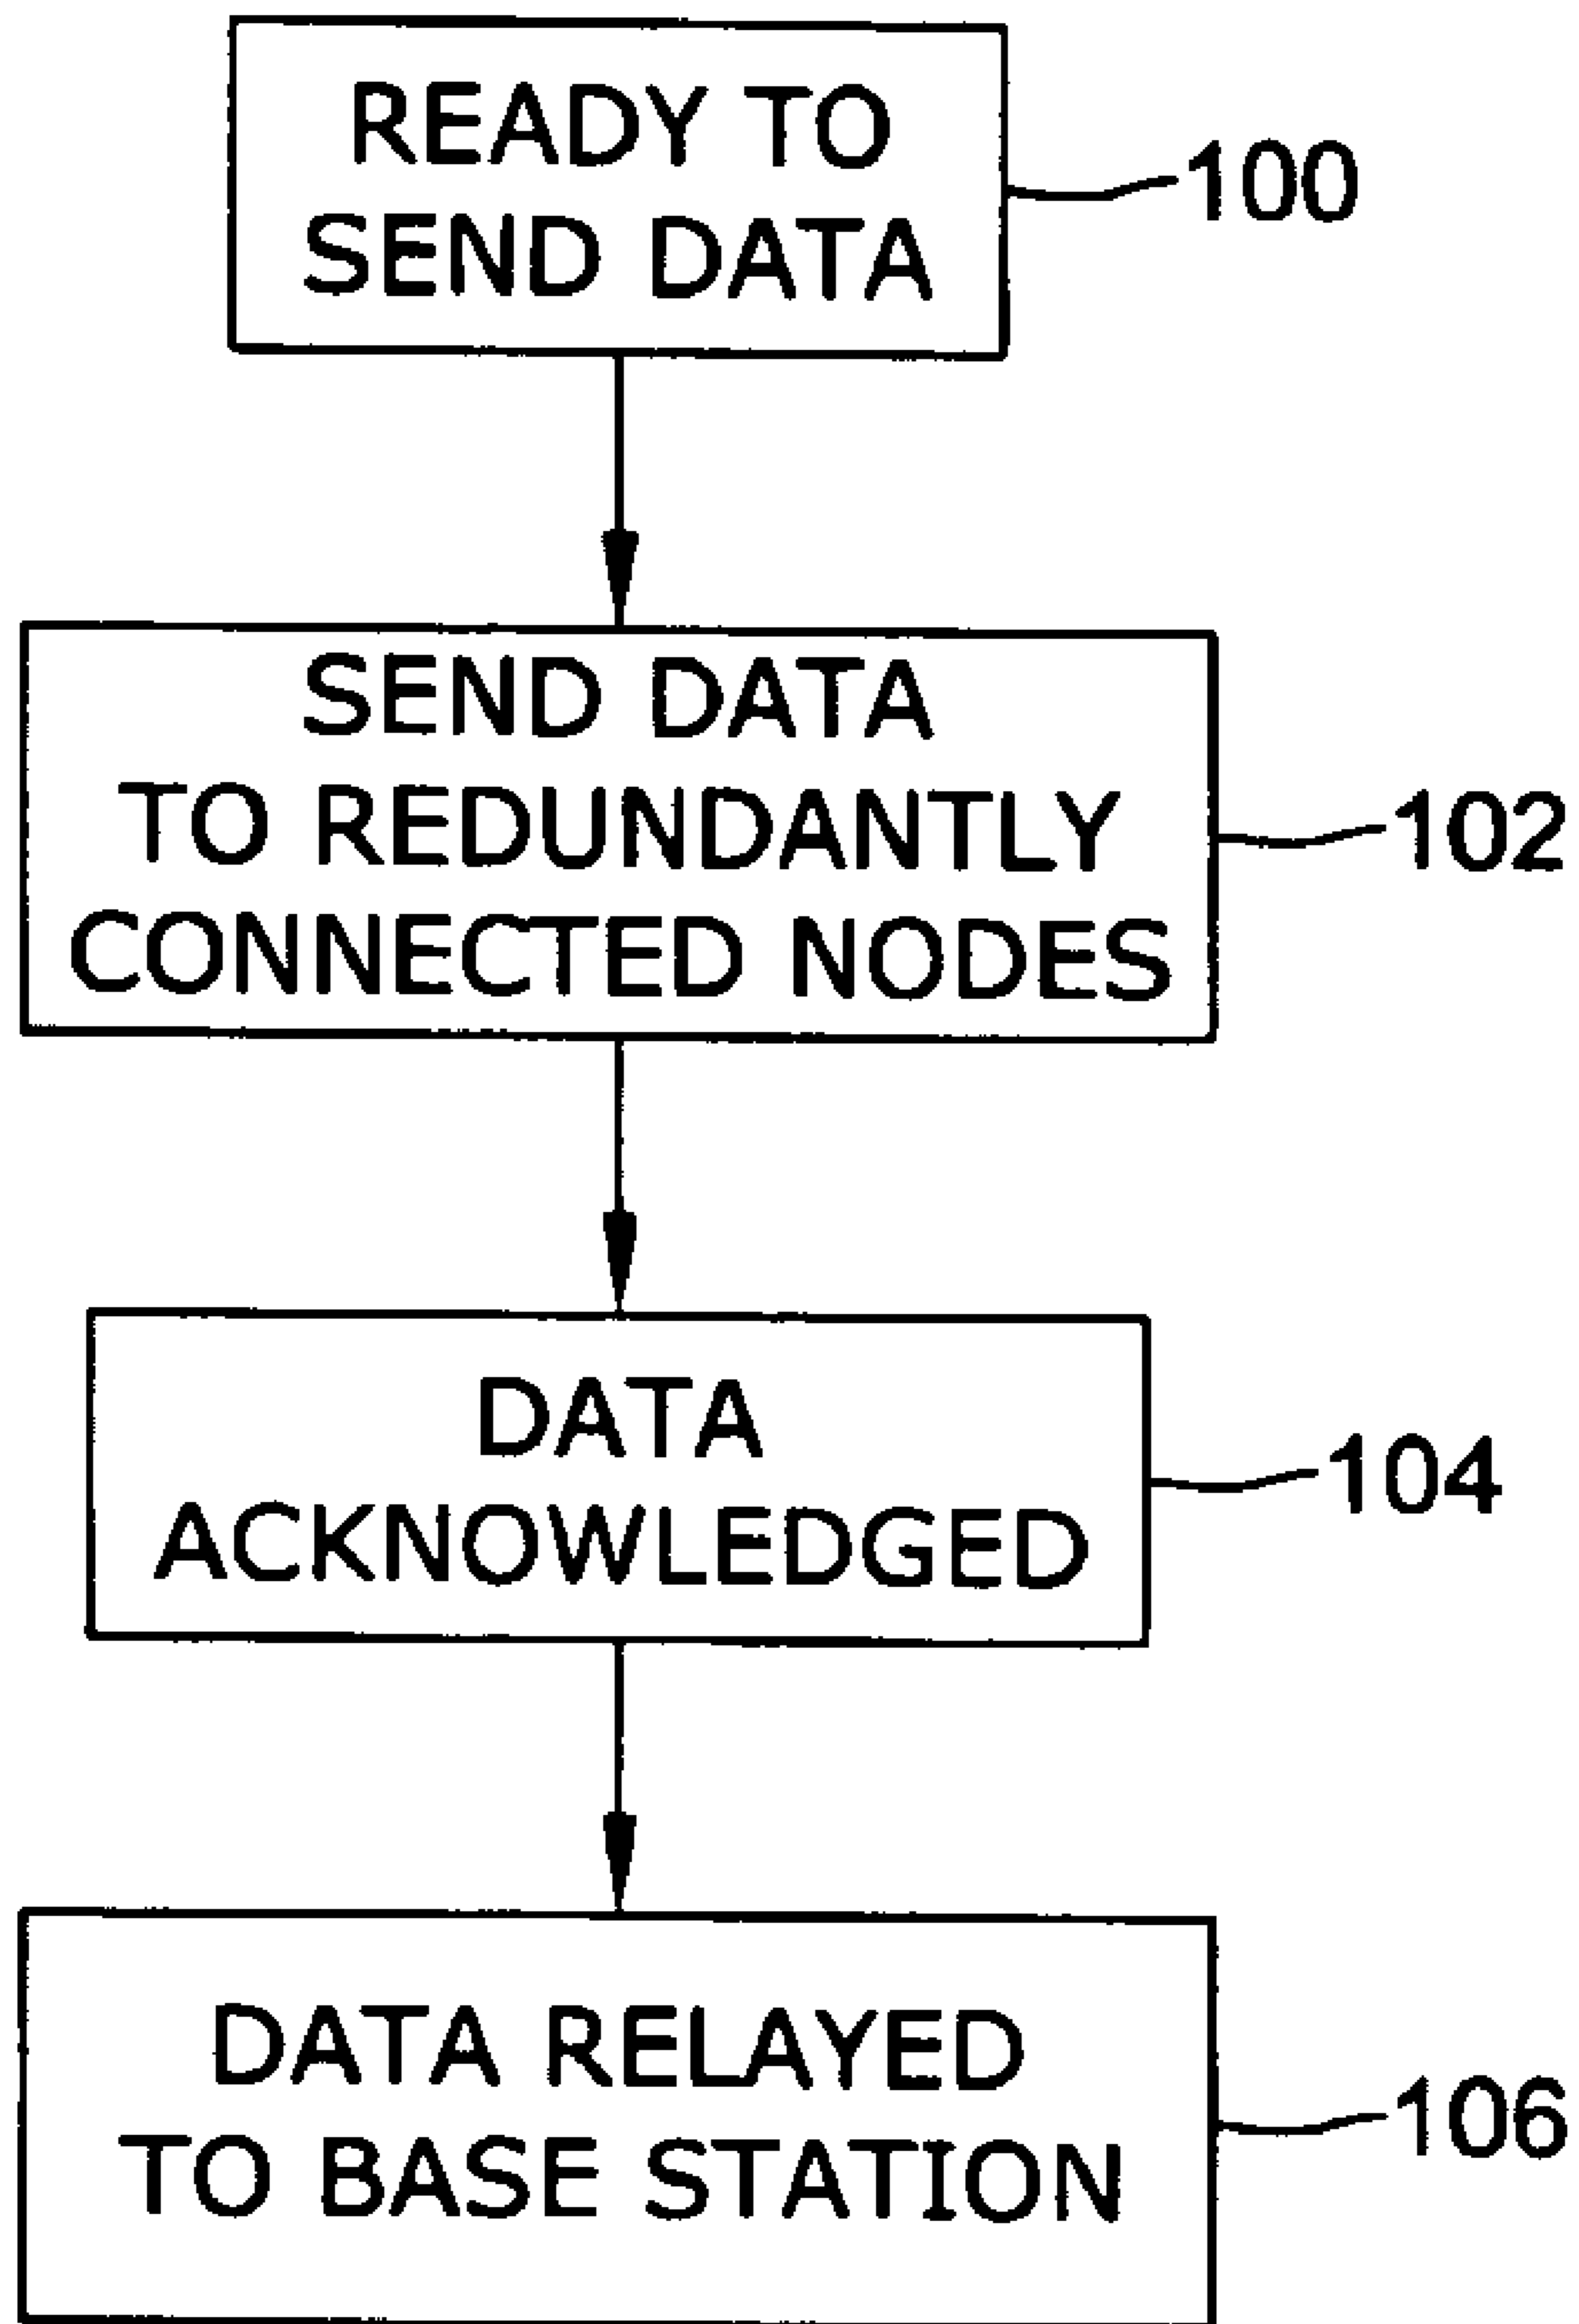 READY TO
SEND DATA
100
SEND DATA
TO REDUNDANTLY
CONNECTED NODES
102
DATA
ACKNOWLEDGED
104
DATA RELAYED
TO BASE STATION
106